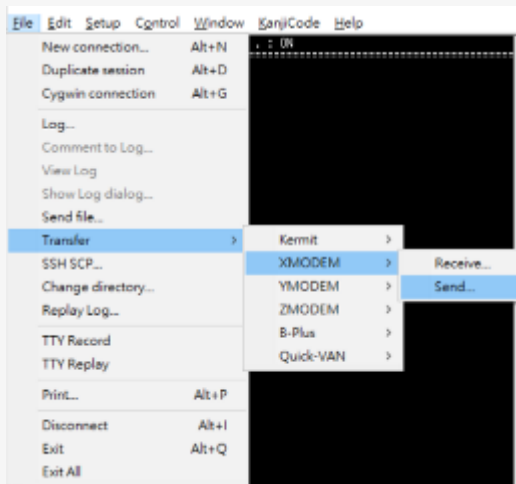 File Edit Setup Control Window KanjiCode Help
New connection... Alt+N
Duplicate session Alt+D
Cygwin connection Alt+G
Log...
Comment to Log...
View Log
Show Log dialog...
Send file...
Transfer >
SSH SCP...
Change directory...
Replay Log...
TTY Record
TTY Replay
Print... Alt+P
Disconnect Alt+I
Exit Alt+Q
Exit All
. : ON
Kermit >
XMODEM >
YMODEM >
ZMODEM >
B-Plus >
Quick-VAN >
Receive...
Send...